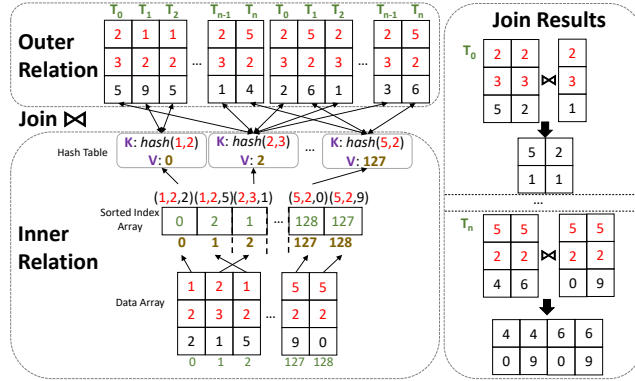 T0 T1 T2 Tn-1 Tn T0 T1 T2 Tn-1 Tn
Outer Relation
2 1 1 2 5 2 5 2 2 5
3 2 2 ... 3 2 3 2 3 ... 3 2
5 9 5 1 4 2 6 1 3 6
Join ⋈
Hash Table
K: hash(1,2) K: hash(2,3) ... K: hash(5,2)
V: 0 V: 2 V: 127
(1,2,2) (1,2,5) (2,3,1) (5,2,0) (5,2,9)
Sorted Index Array
0 2 1 ... 128 127
0 1 2 127 128
Inner Relation
Data Array
1 2 1 5 5
2 3 2 ... 2 2
2 1 5 9 0
0 1 2 127 128
Join Results
T0
2 2 2
3 3 ⋈ 3
5 2 1
5 2
1 1
...
Tn
5 5 5 5
2 2 ⋈ 2 2
4 6 0 9
4 4 6 6
0 9 0 9